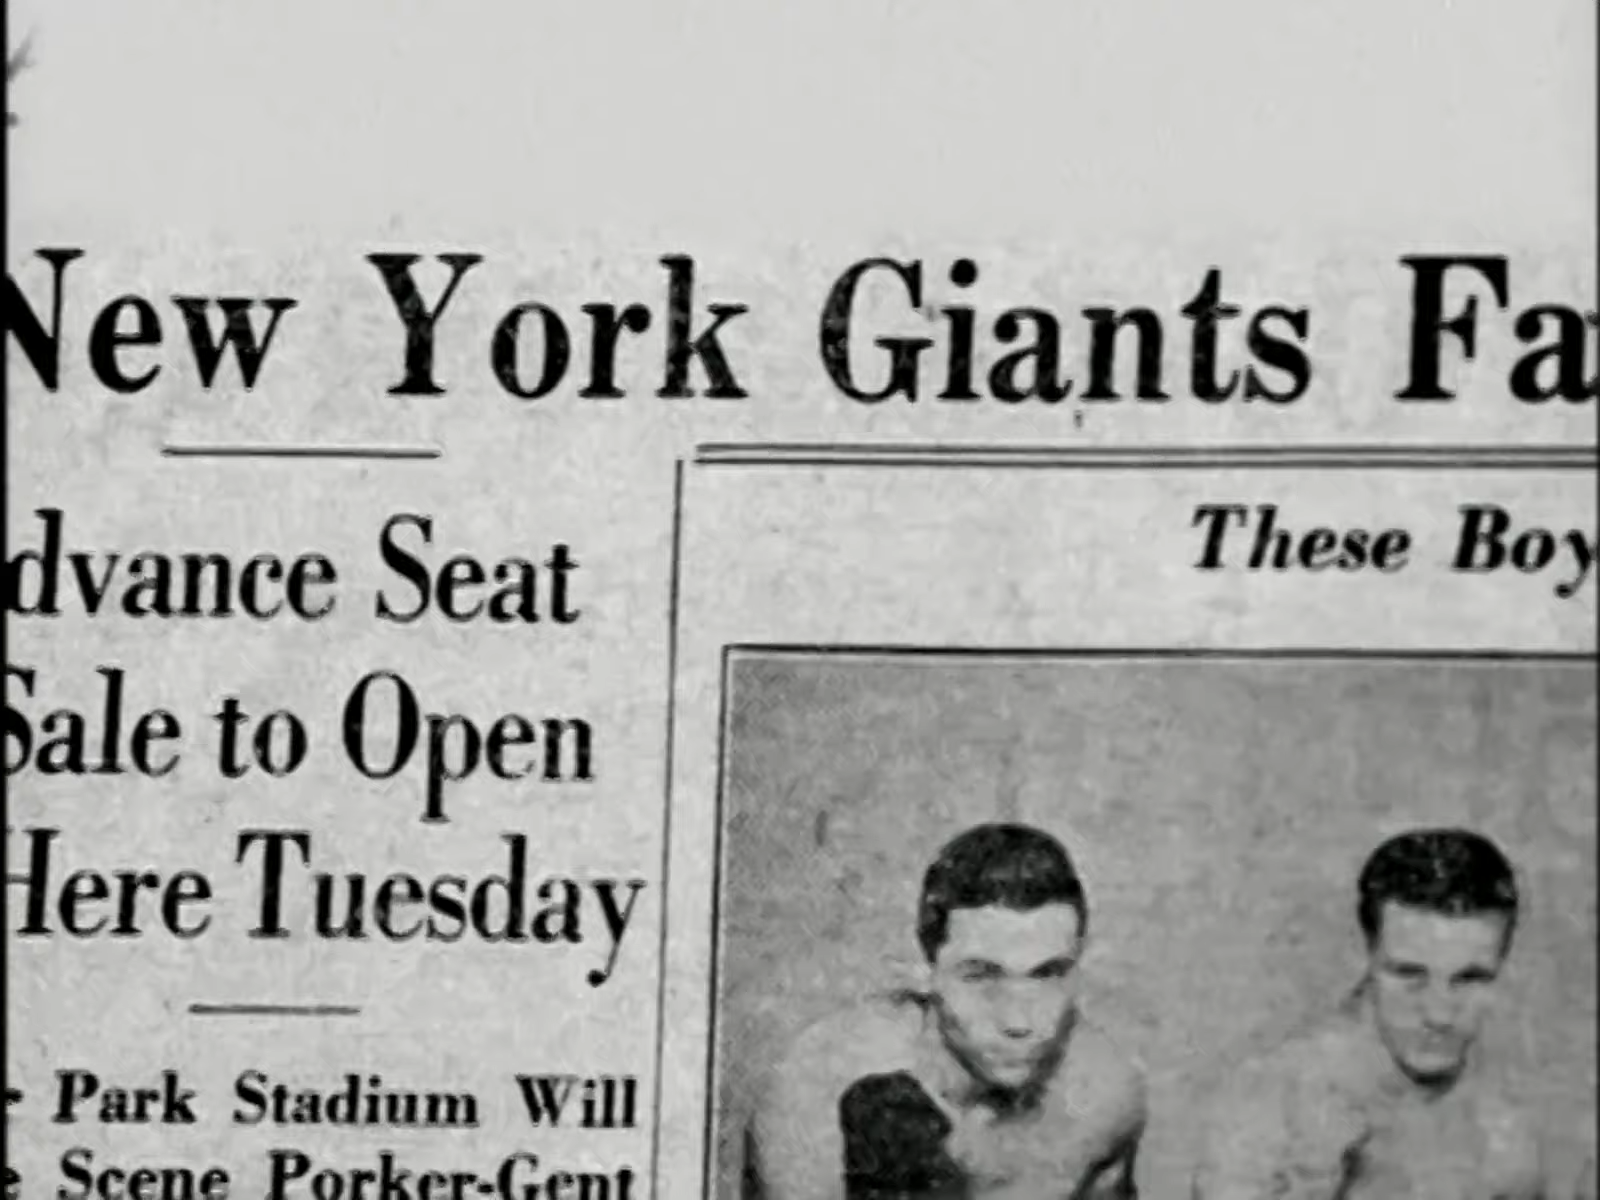 New York Giants Fa
dvance Seat
Sale to Open
Here Tuesday
Park Stadium Will
Scene Porker-Gent
These Boy